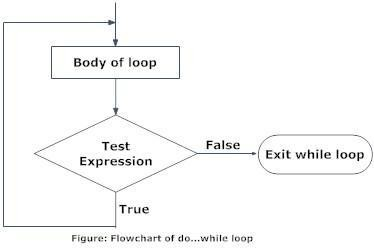 Body of loop
Test
Expression
False
Exit while loop
True
Figure: Flowchart of do...while loop